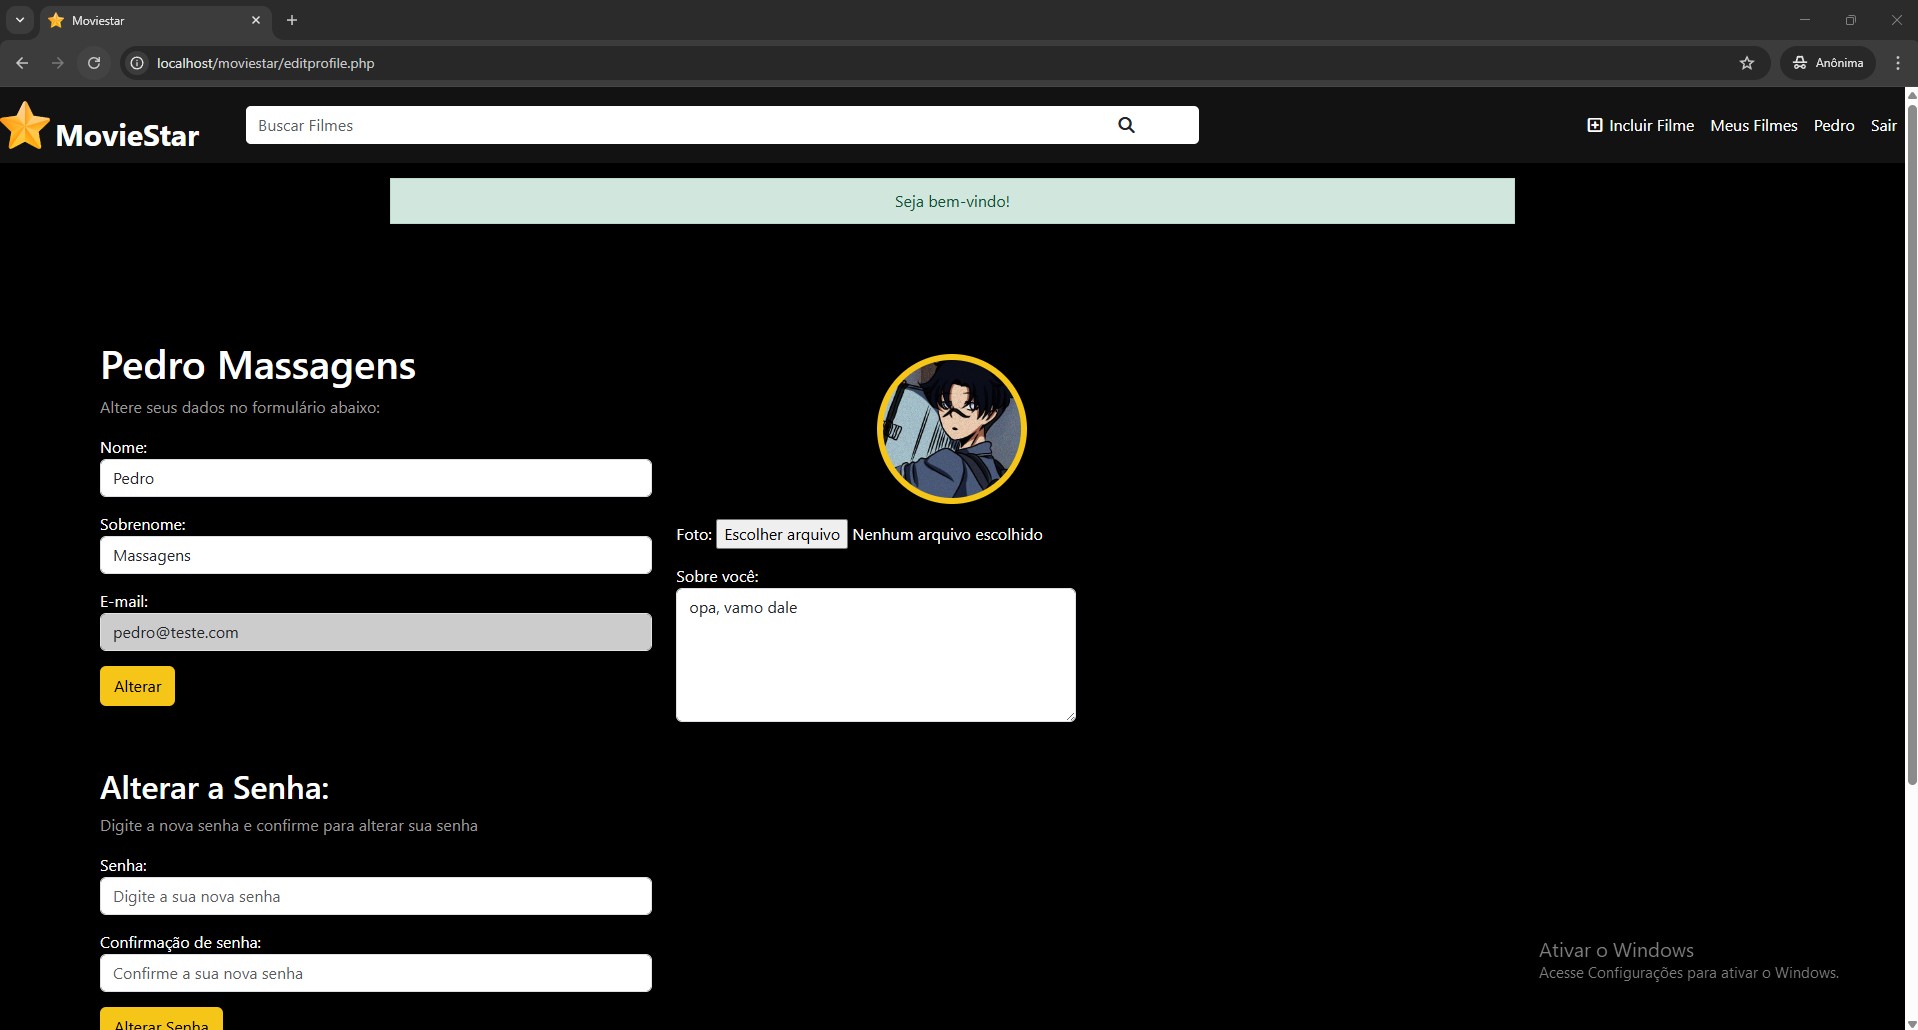 Moviestar
localhost/moviestar/editprofile.php
Anônima
MovieStar
Buscar Filmes
Incluir Filme
Meus Filmes
Pedro
Sair
Seja bem-vindo!
Pedro Massagens
Altere seus dados no formulário abaixo:
Nome:
Pedro
Sobrenome:
Massagens
E-mail:
pedro@teste.com
Alterar
Foto: Escolher arquivo Nenhum arquivo escolhido
Sobre você:
opa, vamo dale
Alterar a Senha:
Digite a nova senha e confirme para alterar sua senha
Senha:
Digite a sua nova senha
Confirmação de senha:
Confirme a sua nova senha
Alterar Senha
Ativar o Windows
Acesse Configurações para ativar o Windows.